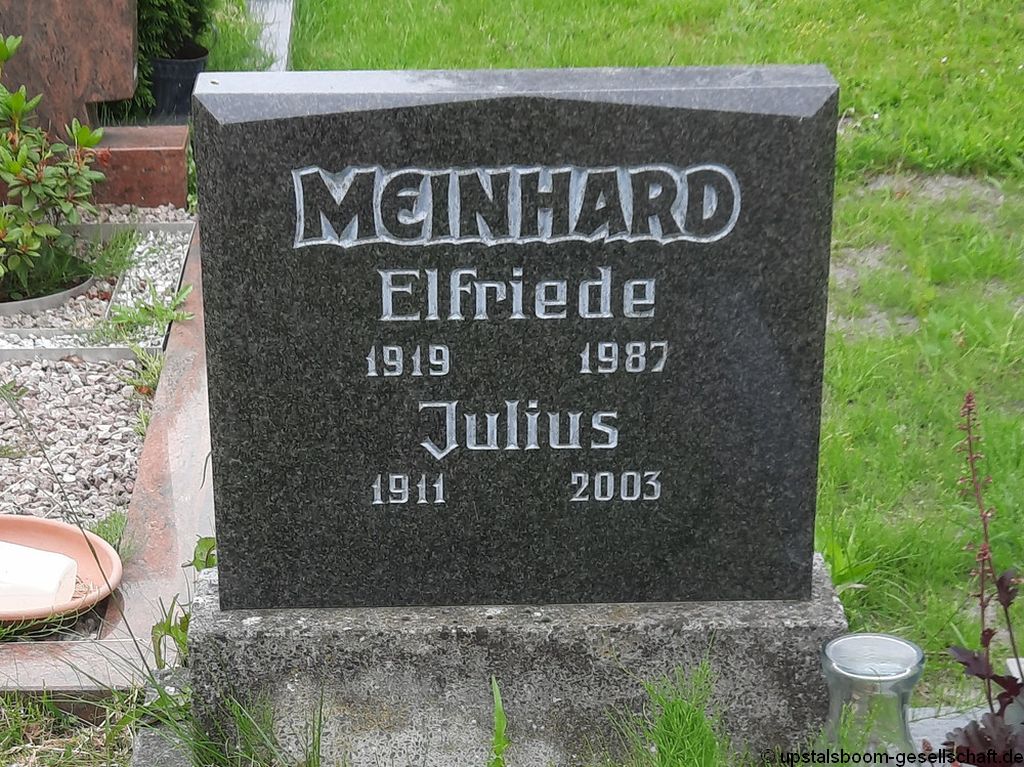 MEINHARD
Elfriede
1919 1987
Julius
1911 2003
© upstalsboom-gesellschaft.de